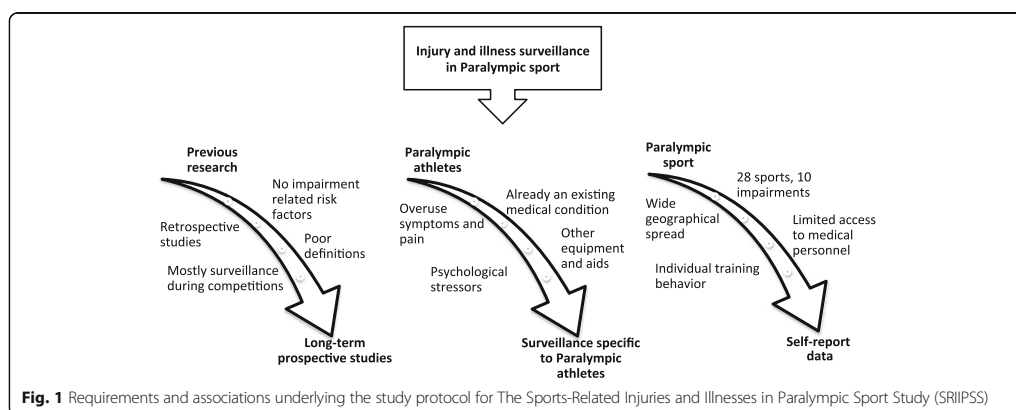 Injury and illness surveillance
in Paralympic sport
Previous
research
No impairment
related risk
factors
Retrospective
studies
Poor
definitions
Mostly surveillance
during competitions
Long-term
prospective studies
Paralympic
athletes
Already an existing
medical condition
Overuse
symptoms and
pain
Other
equipment
and aids
Psychological
stressors
Surveillance specific
to Paralympic
athletes
Paralympic
sport
28 sports, 10
impairments
Wide
geographical
spread
Limited access
to medical
personnel
Individual training
behavior
Self-report
data
Fig. 1 Requirements and associations underlying the study protocol for The Sports-Related Injuries and Illnesses in Paralympic Sport Study (SRIIPSS)